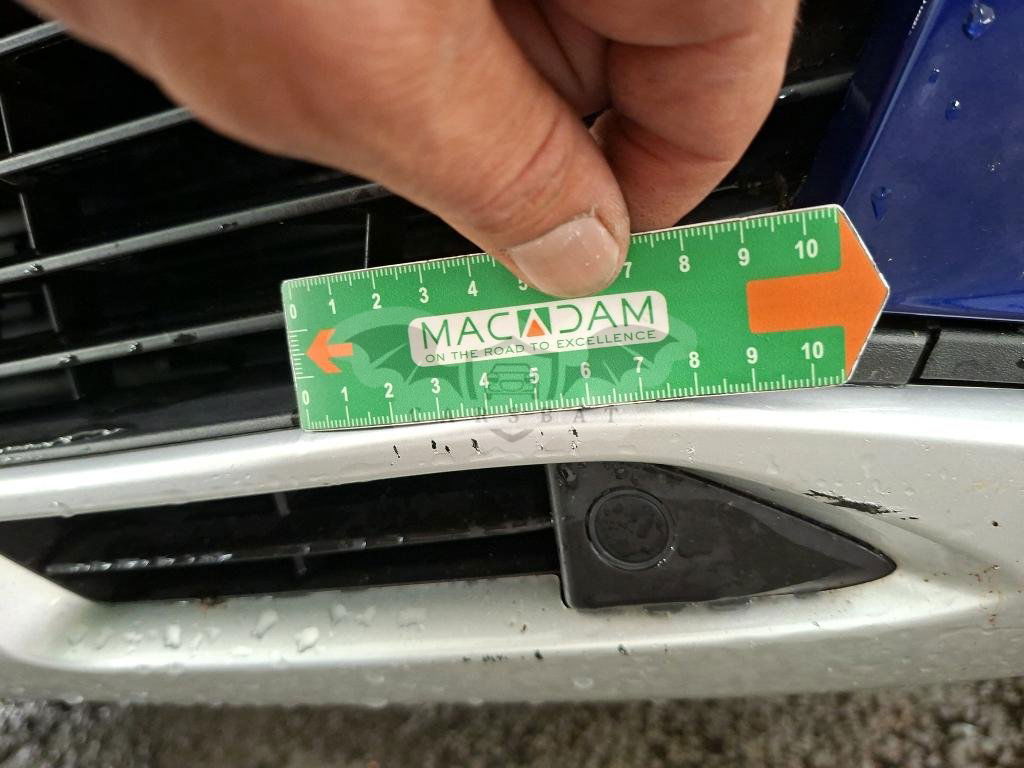 0 1 2 3 4 5 7 8 9 10
MACADAM
ON THE ROAD TO EXCELLENCE
0 1 2 3 4 5 6 7 8 9 10
CARSBAT